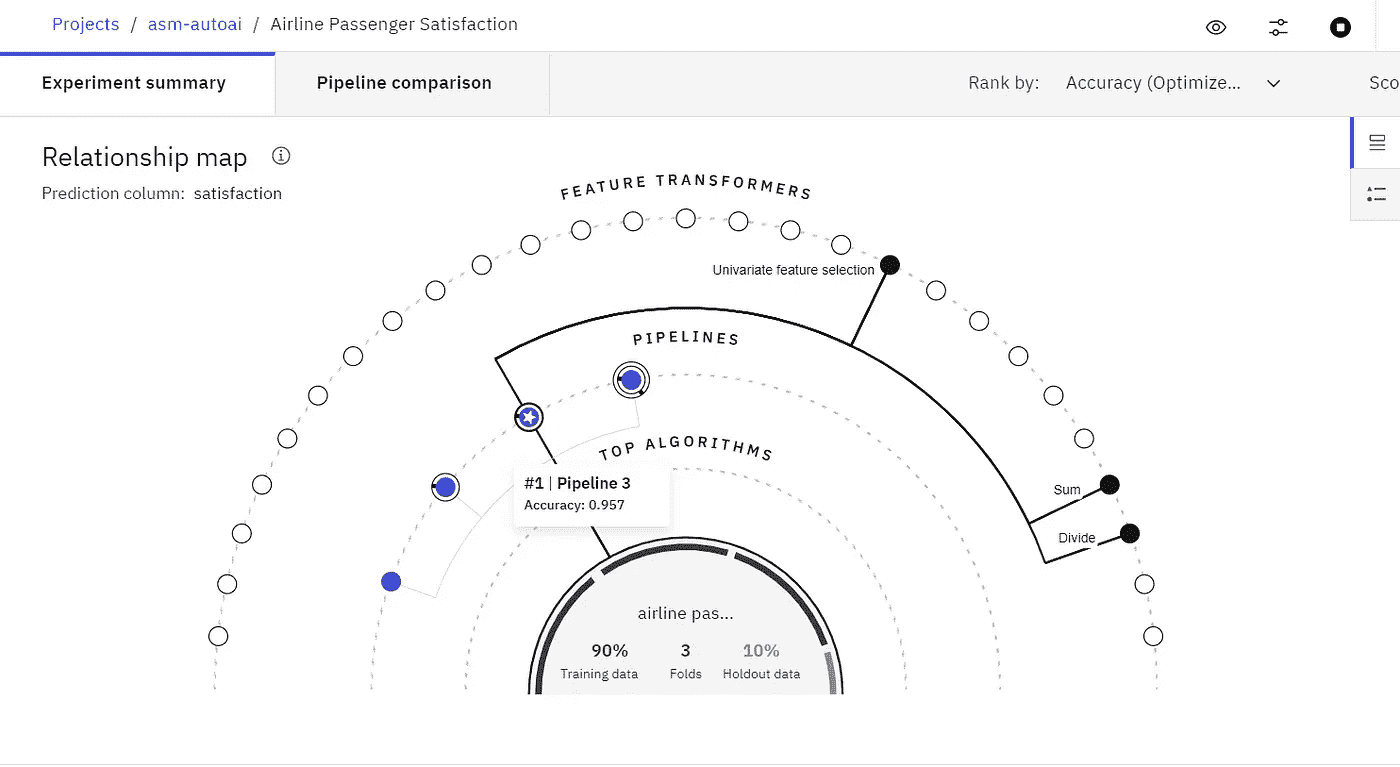 Projects / asm-autoai / Airline Passenger Satisfaction
Experiment summary
Pipeline comparison
Rank by: Accuracy (Optimize...
Sco
Relationship map
Prediction column: satisfaction
FEATURE TRANSFORMERS
Univariate feature selection
PIPELINES
TOP ALGORITHMS
#1 | Pipeline 3
Accuracy: 0.957
Sum
Divide
airline pas...
90% 3 10%
Training data Folds Holdout data